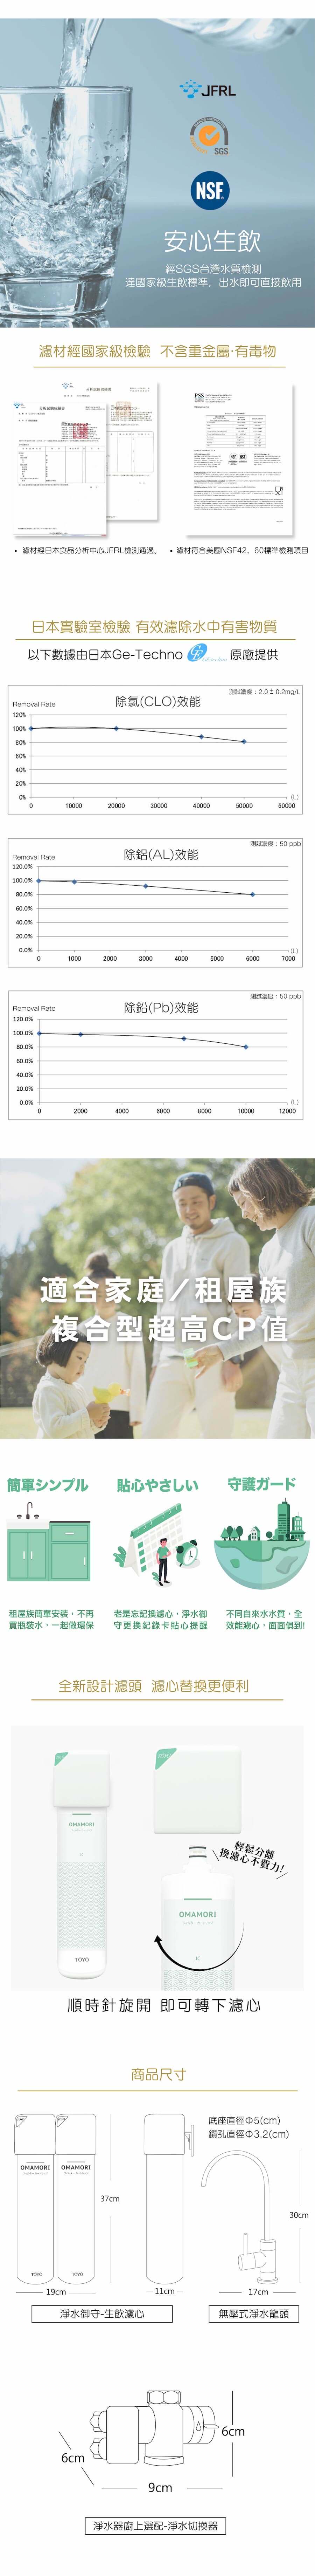 JFRL
SGS
NSF
安心生飲
經SGS台灣水質檢測
達國家級生飲標準，出水即可直接飲用
濾材經國家級檢驗 不含重金屬·有毒物
PSS
• 濾材經日本食品分析中心JFRL檢測通過。
• 濾材符合美國NSF42、60標準檢測項目
日本實驗室檢驗 有效濾除水中有害物質
以下數據由日本Ge-Techno 原廠提供
測試濃度：2.0±0.2mg/L
Removal Rate
除氯(CLO)效能
120%
100%
80%
60%
40%
20%
0%
(L)
0 10000 20000 30000 40000 50000 60000
測試濃度：50 ppb
Removal Rate
除鋁(AL)效能
120.0%
100.0%
80.0%
60.0%
40.0%
20.0%
0.0%
(L)
0 1000 2000 3000 4000 5000 6000 7000
測試濃度：50 ppb
Removal Rate
除鉛(Pb)效能
120.0%
100.0%
80.0%
60.0%
40.0%
20.0%
0.0%
(L)
0 2000 4000 6000 8000 10000 12000
適合家庭/租屋族
複合型超高CP值
簡單シンプル
貼心やさしい
守護ガード
租屋族簡單安裝，不再
買瓶裝水，一起做環保
老是忘記換濾心，淨水御
守更換紀錄卡貼心提醒
不同自來水水質，全
效能濾心，面面俱到!
全新設計濾頭 濾心替換更便利
OMAMORI
TOYO
輕鬆分離
換濾心不費力!
OMAMORI
順時針旋開 即可轉下濾心
商品尺寸
底座直徑Φ5(cm)
鑽孔直徑Φ3.2(cm)
OMAMORI
OMAMORI
37cm
30cm
TOYO
TOYO
19cm
11cm
17cm
淨水御守-生飲濾心
無壓式淨水龍頭
6cm
6cm
9cm
淨水器廚上選配-淨水切換器